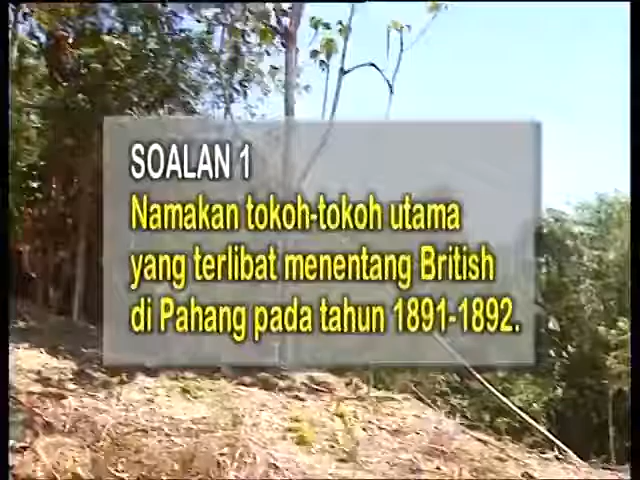 SOALAN 1
Namakan tokoh-tokoh utama
yang terlibat menentang British
di Pahang pada tahun 1891-1892.